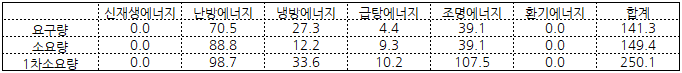 신재생에너지 난방에너지 냉방에너지 급탕에너지 조명에너지 환기에너지 합계
요구량 0.0 70.5 27.3 4.4 39.1 0.0 141.3
소요량 0.0 88.8 12.2 9.3 39.1 0.0 149.4
1차소요량 0.0 98.7 33.6 10.2 107.5 0.0 250.1